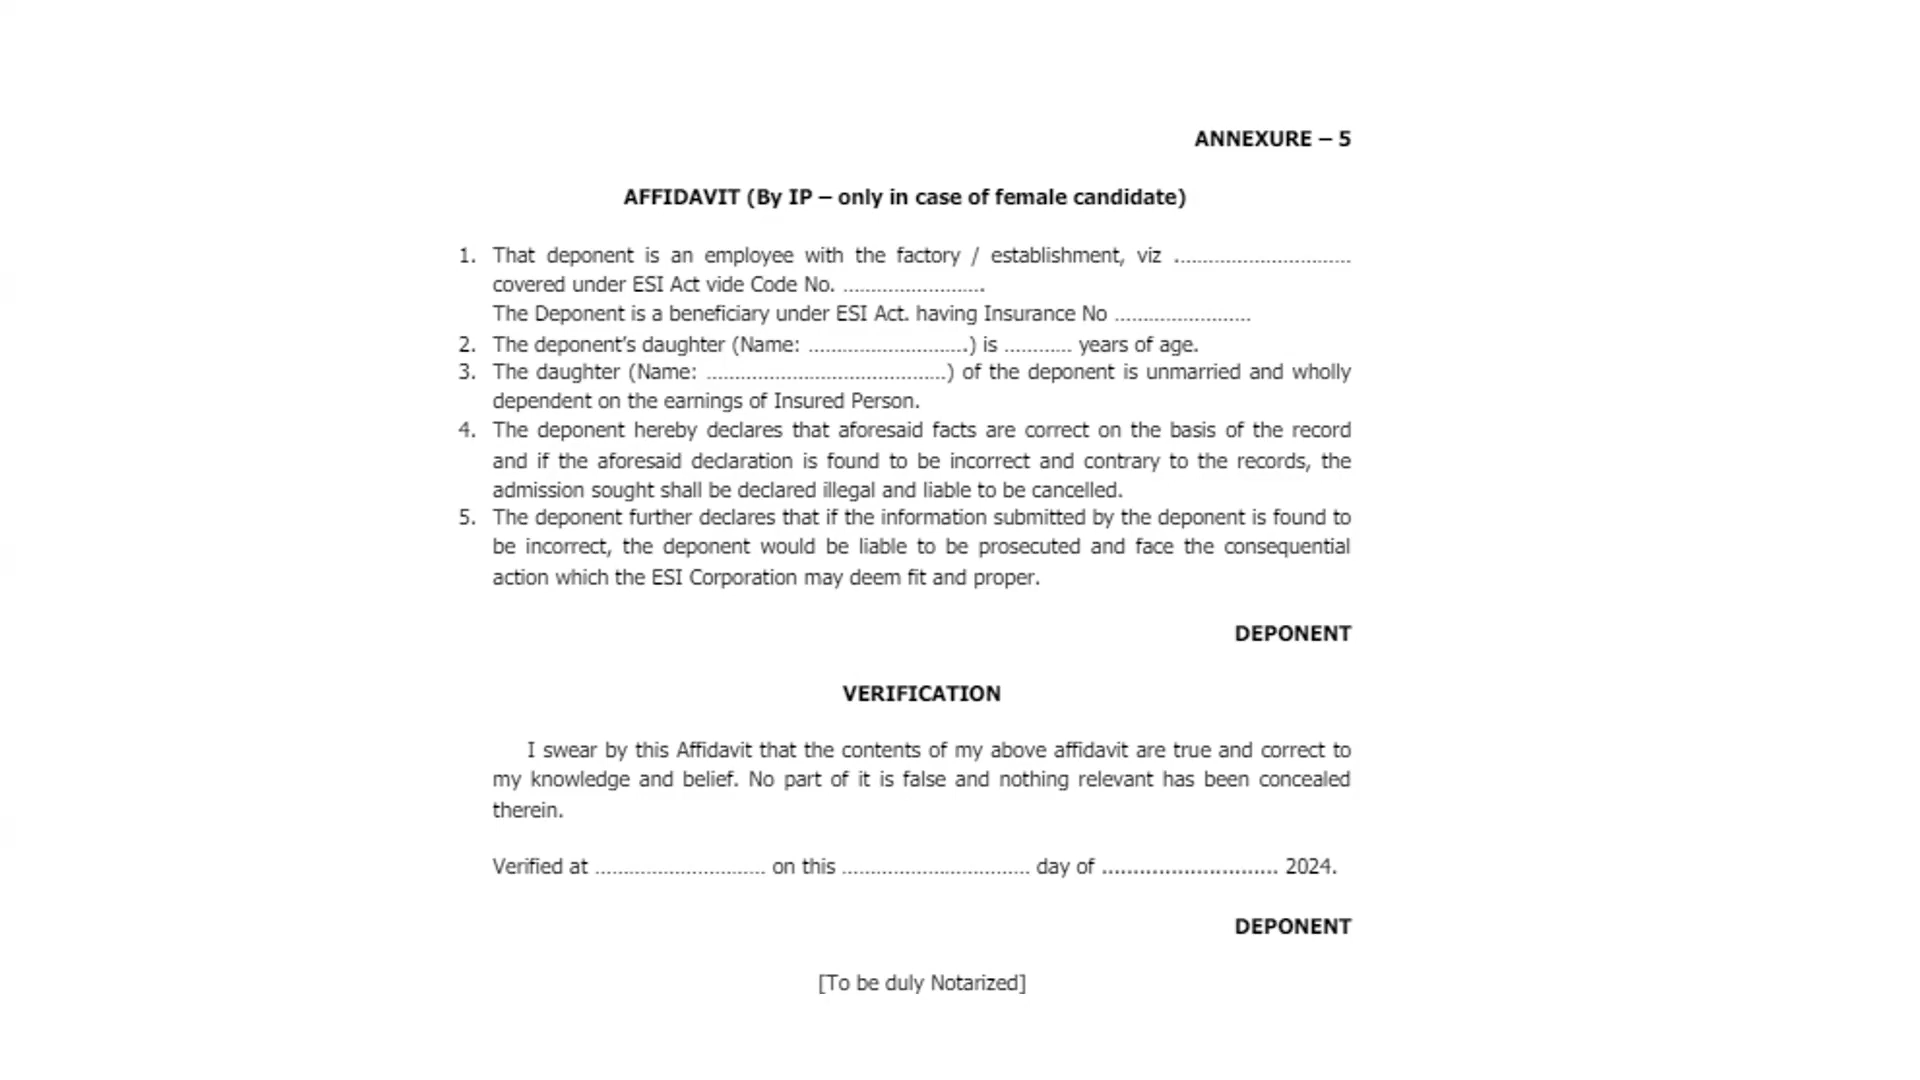 ANNEXURE – 5
AFFIDAVIT (By IP – only in case of female candidate)
1. That deponent is an employee with the factory / establishment, viz ...............................
covered under ESI Act vide Code No. .........................
The Deponent is a beneficiary under ESI Act. having Insurance No ........................
2. The deponent's daughter (Name: ............................) is ............ years of age.
3. The daughter (Name: ..........................................) of the deponent is unmarried and wholly
dependent on the earnings of Insured Person.
4. The deponent hereby declares that aforesaid facts are correct on the basis of the record
and if the aforesaid declaration is found to be incorrect and contrary to the records, the
admission sought shall be declared illegal and liable to be cancelled.
5. The deponent further declares that if the information submitted by the deponent is found to
be incorrect, the deponent would be liable to be prosecuted and face the consequential
action which the ESI Corporation may deem fit and proper.
DEPONENT
VERIFICATION
I swear by this Affidavit that the contents of my above affidavit are true and correct to
my knowledge and belief. No part of it is false and nothing relevant has been concealed
therein.
Verified at .............................. on this ................................. day of ............................ 2024.
DEPONENT
[To be duly Notarized]